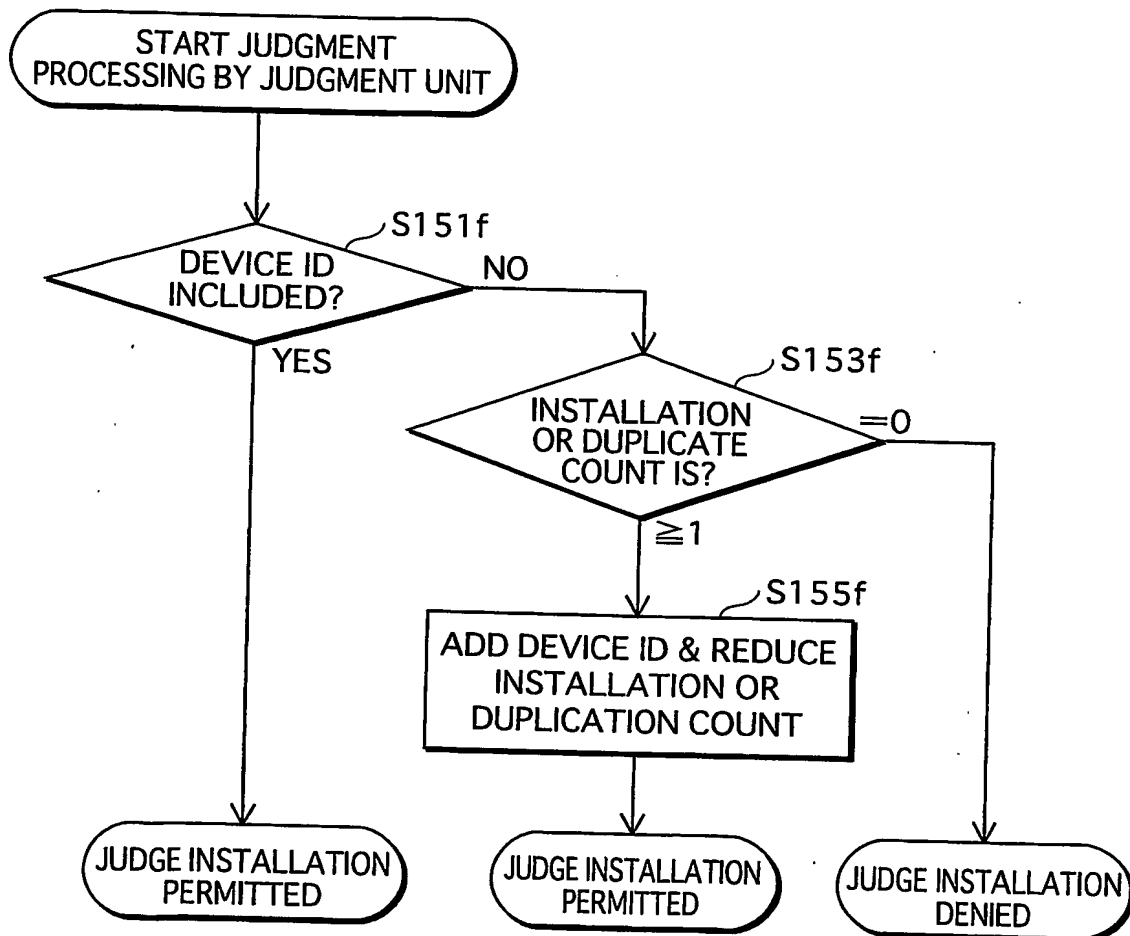 START JUDGMENT
PROCESSING BY JUDGMENT UNIT
S151f
DEVICE ID
INCLUDED?
NO
YES
S153f
INSTALLATION
OR DUPLICATE
COUNT IS?
=0
≧1
S155f
ADD DEVICE ID & REDUCE
INSTALLATION OR
DUPLICATION COUNT
JUDGE INSTALLATION
PERMITTED
JUDGE INSTALLATION
PERMITTED
JUDGE INSTALLATION
DENIED